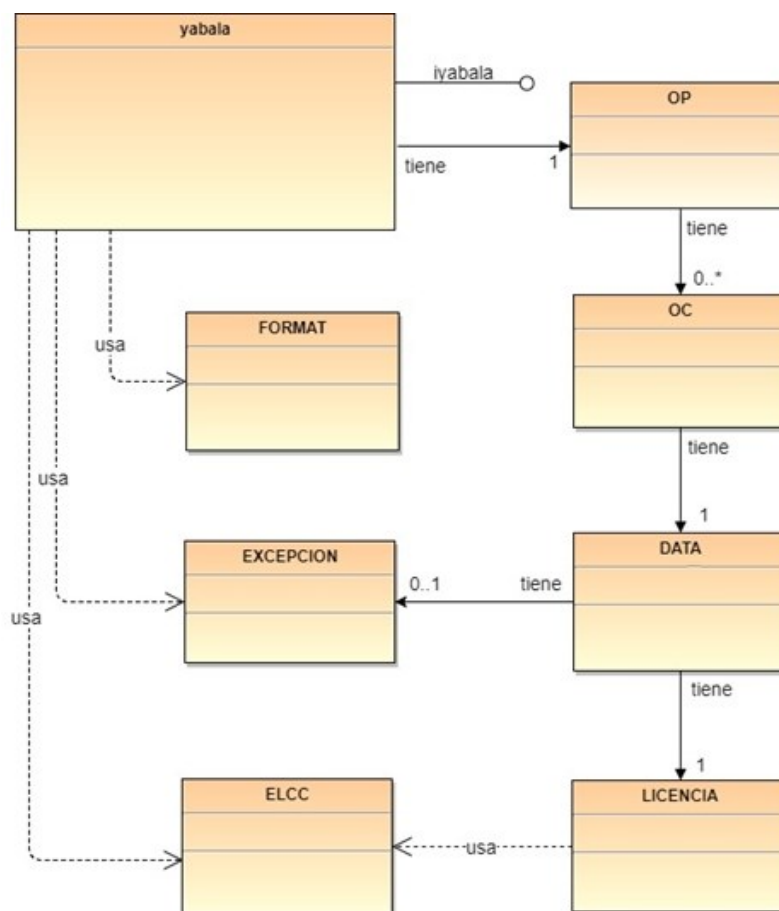 yabala
iyabala
OP
tiene
1
tiene
0..*
FORMAT
OC
usa
tiene
usa
1
EXCEPCION
DATA
0..1
tiene
usa
tiene
1
ELCC
LICENCIA
usa